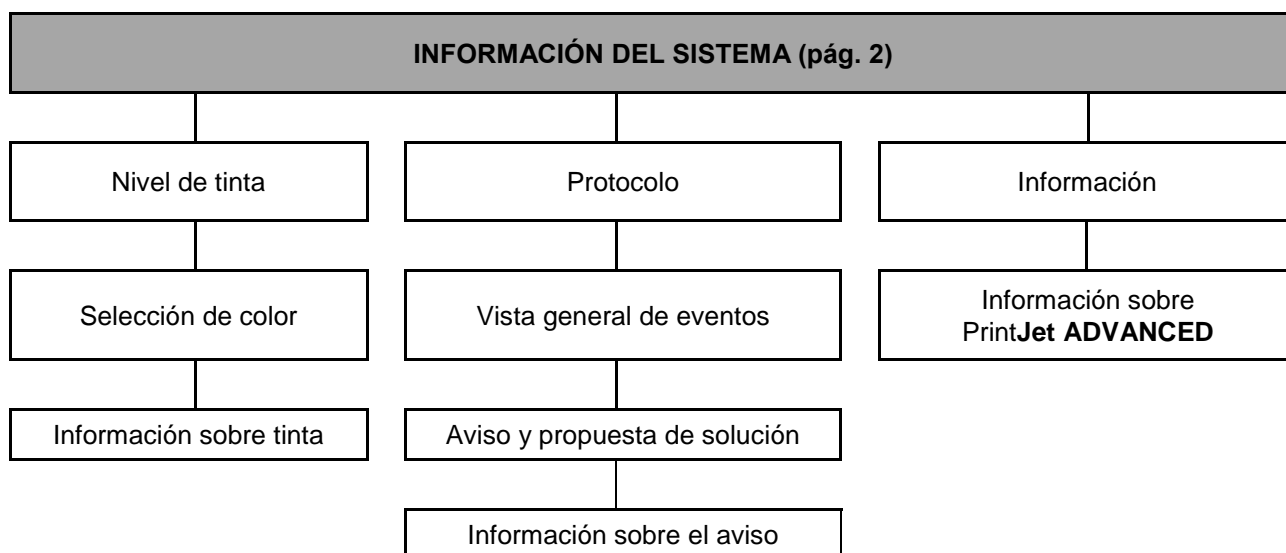 INFORMACIÓN DEL SISTEMA (pág. 2)
Nivel de tinta
Protocolo
Información
Selección de color
Vista general de eventos
Información sobre
PrintJet ADVANCED
Información sobre tinta
Aviso y propuesta de solución
Información sobre el aviso